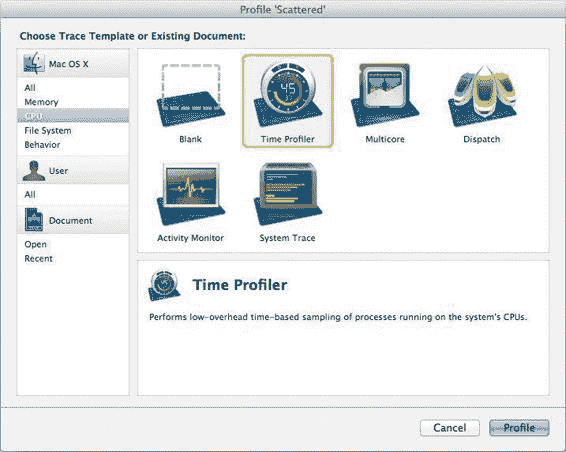 Profile 'Scattered'
Choose Trace Template or Existing Document:
Mac OS X
All
Memory
CPU
File System
Behavior
User
All
Document
Open
Recent
Blank
45
Time Profiler
Multicore
Dispatch
Activity Monitor
System Trace
45
Time Profiler
Performs low-overhead time-based sampling of processes running on the system's CPUs.
Cancel
Profile